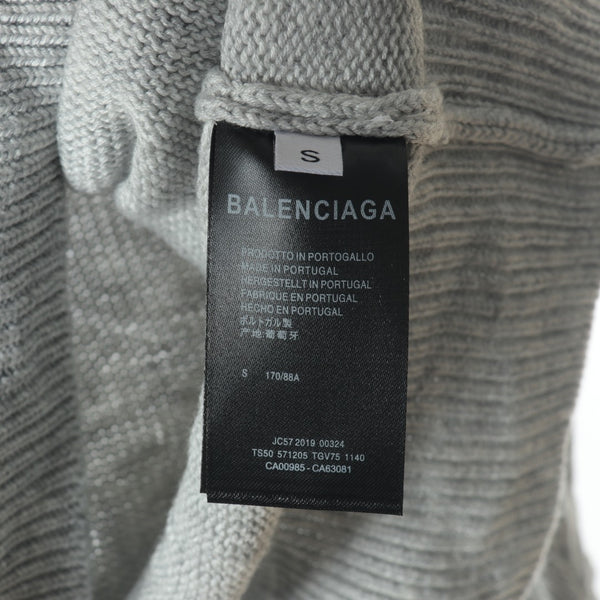 S
BALENCIAGA
PRODOTTO IN PORTOGALLO
MADE IN PORTUGAL
HERGESTELLT IN PORTUGAL
FABRIQUE EN PORTUGAL
HECHO EN PORTUGAL
ポルトガル製
产地:葡萄牙
S 170/88A
JC57 2019 00324
TS50 571205 TGV75 1140
CA00985 - CA63081